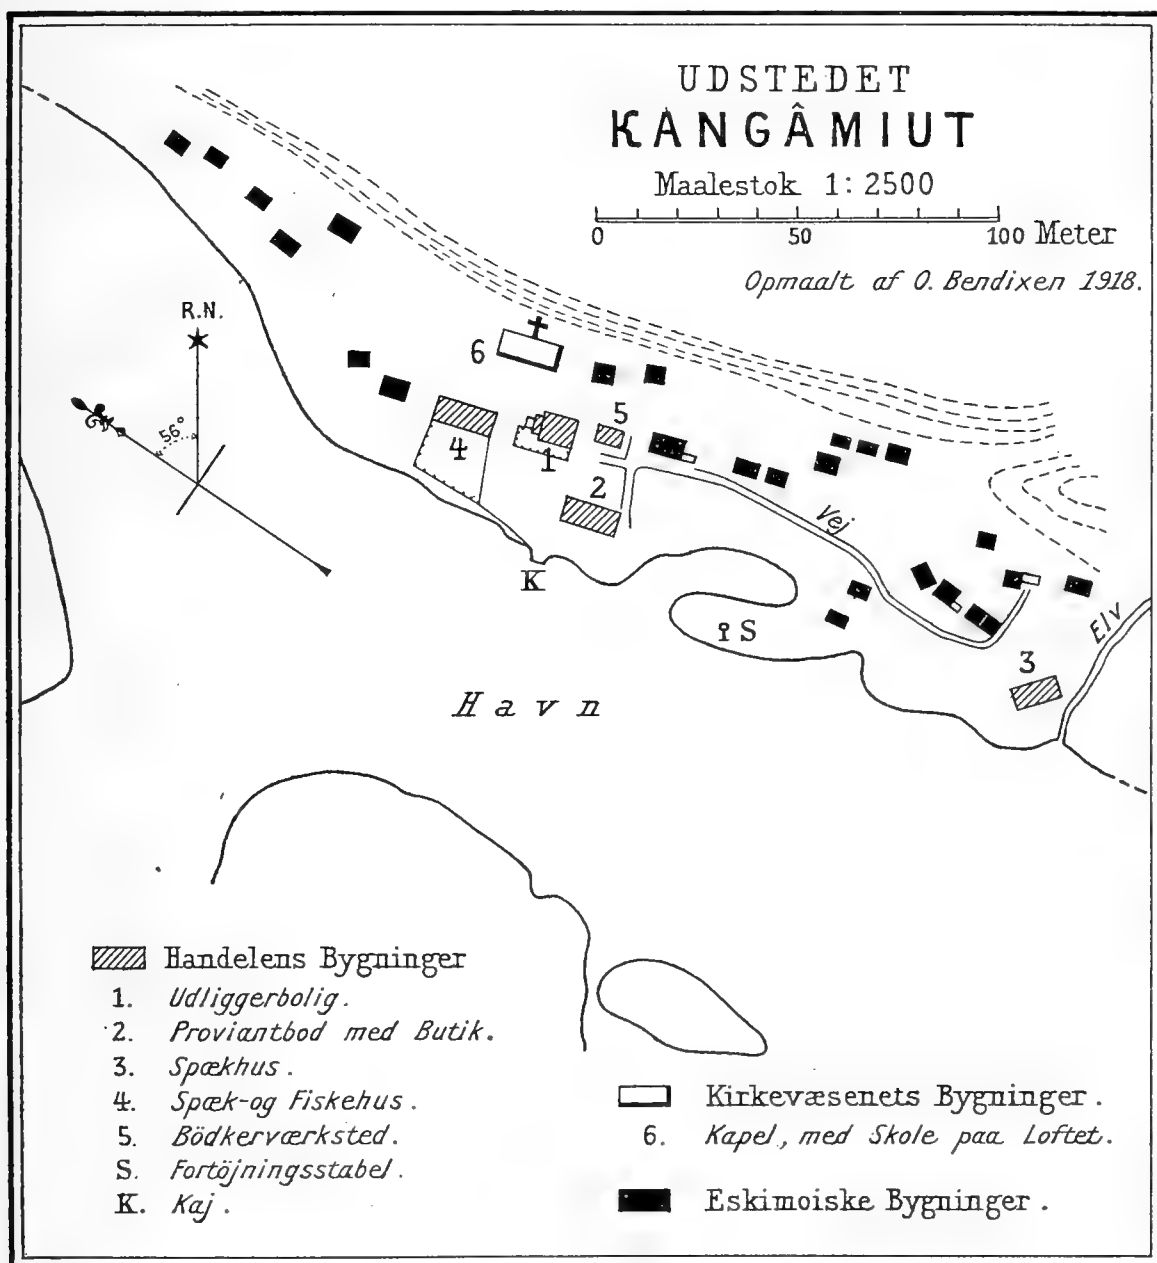 UDSTEDET
KANGÂMIUT
Maalestok 1:2500
0 50 100 Meter
Opmaalt af O. Bendixen 1918.
R.N.
56°
6
5
4
1
2
Vej
K
S
Elv
3
Havn
Handelens Bygninger
1. Udliggerbolig.
2. Proviantbod med Butik.
3. Spækhus.
4. Spæk-og Fiskehus.
5. Bödkerværksted.
S. Fortöjningsstabel.
K. Kaj.
Kirkevæsenets Bygninger.
6. Kapel, med Skole paa Loftet.
Eskimoiske Bygninger.